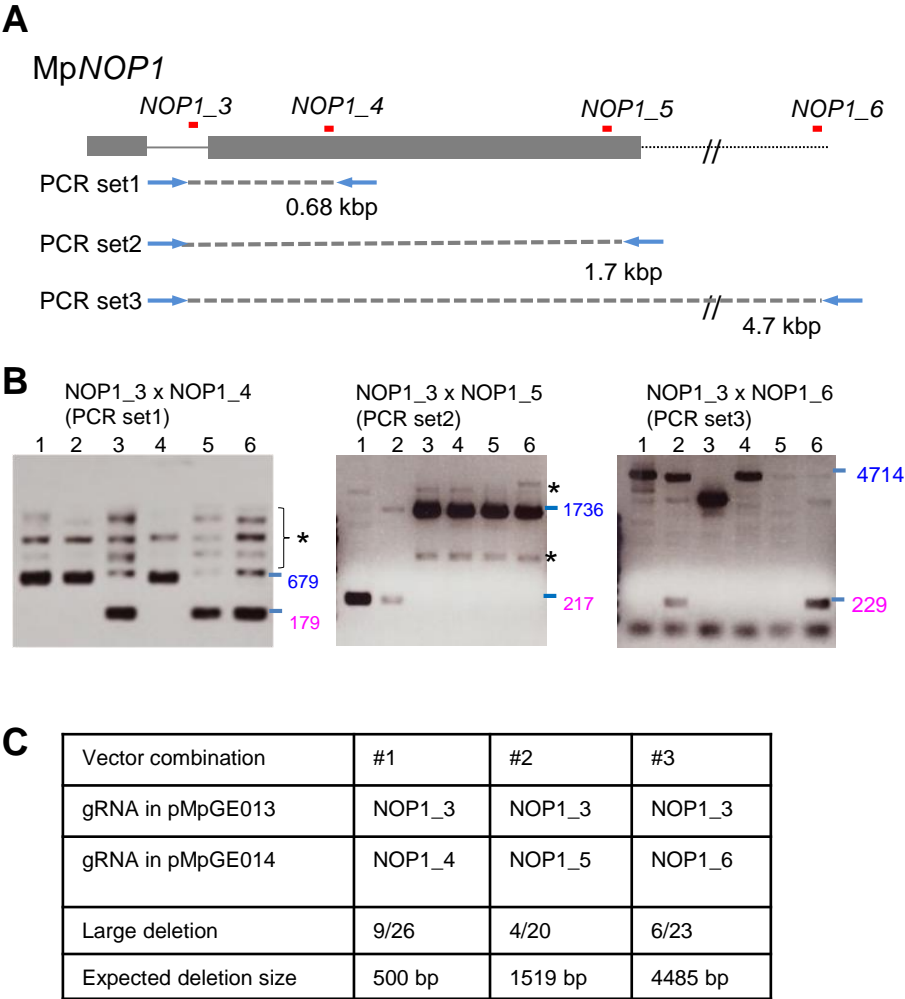 A
MpNOP1
NOP1_3 NOP1_4 NOP1_5 NOP1_6
//
PCR set1
0.68 kbp
PCR set2
1.7 kbp
PCR set3
//
4.7 kbp
B
NOP1_3 x NOP1_4
(PCR set1)
1 2 3 4 5 6
*
679
179
NOP1_3 x NOP1_5
(PCR set2)
1 2 3 4 5 6
*
1736
*
217
NOP1_3 x NOP1_6
(PCR set3)
1 2 3 4 5 6
4714
229
C
Vector combination #1 #2 #3
gRNA in pMpGE013 NOP1_3 NOP1_3 NOP1_3
gRNA in pMpGE014 NOP1_4 NOP1_5 NOP1_6
Large deletion 9/26 4/20 6/23
Expected deletion size 500 bp 1519 bp 4485 bp